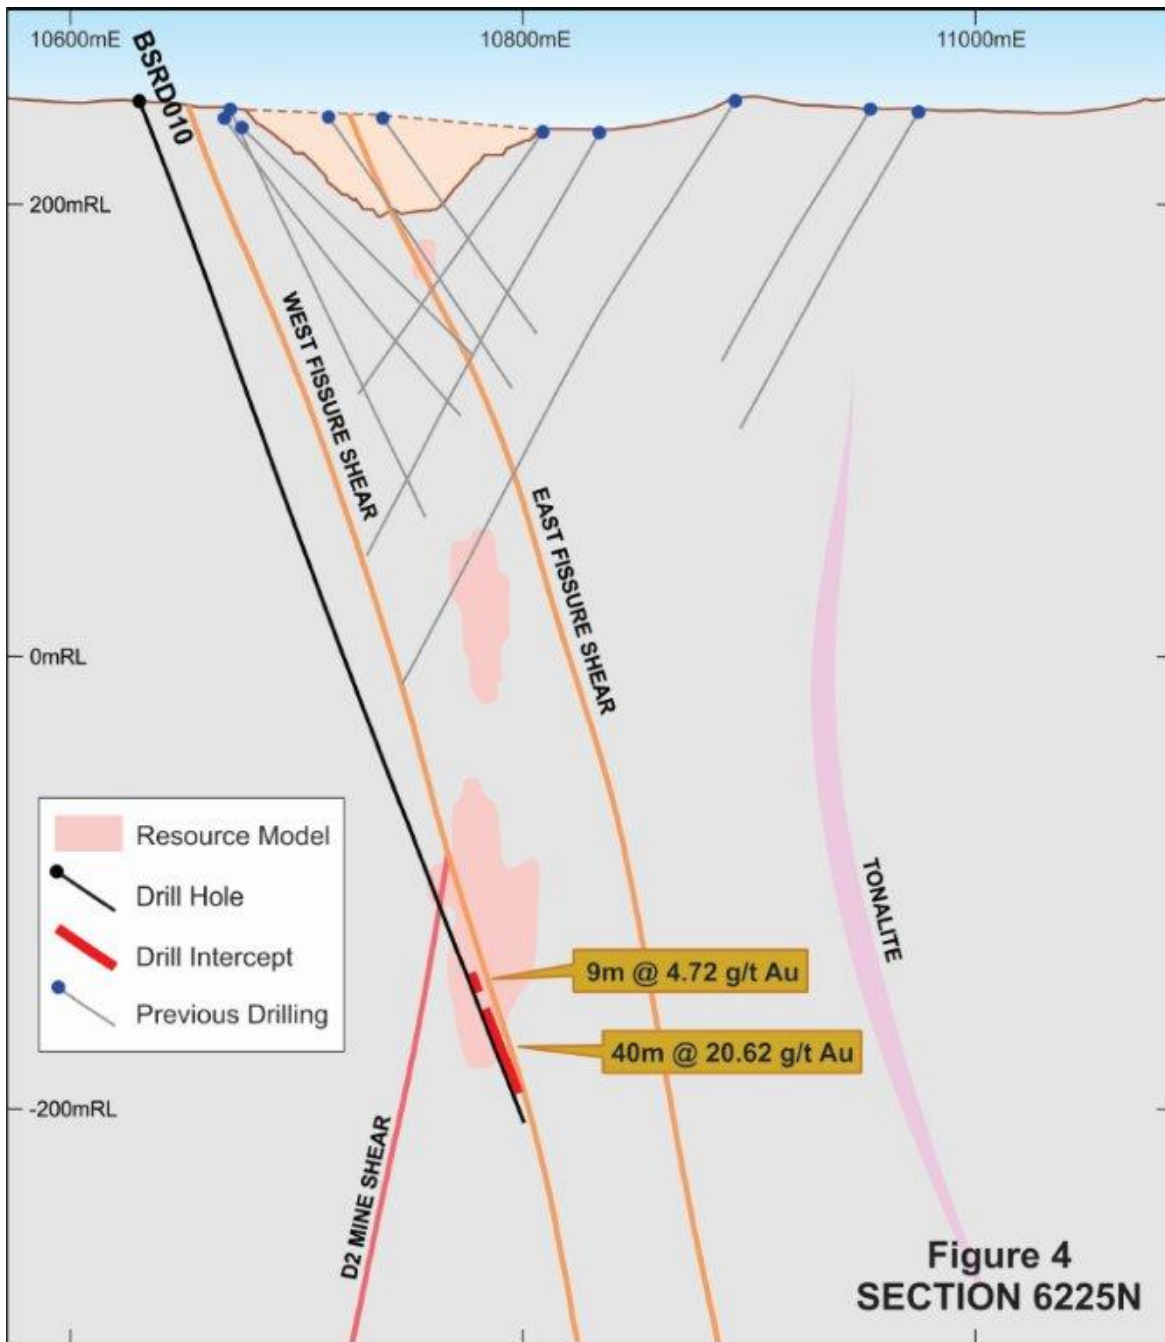 10600mE
10800mE
11000mE
BSRD010
200mRL
WEST FISSURE SHEAR
EAST FISSURE SHEAR
0mRL
Resource Model
Drill Hole
Drill Intercept
Previous Drilling
TONALITE
9m @ 4.72 g/t Au
40m @ 20.62 g/t Au
-200mRL
D2 MINE SHEAR
Figure 4
SECTION 6225N